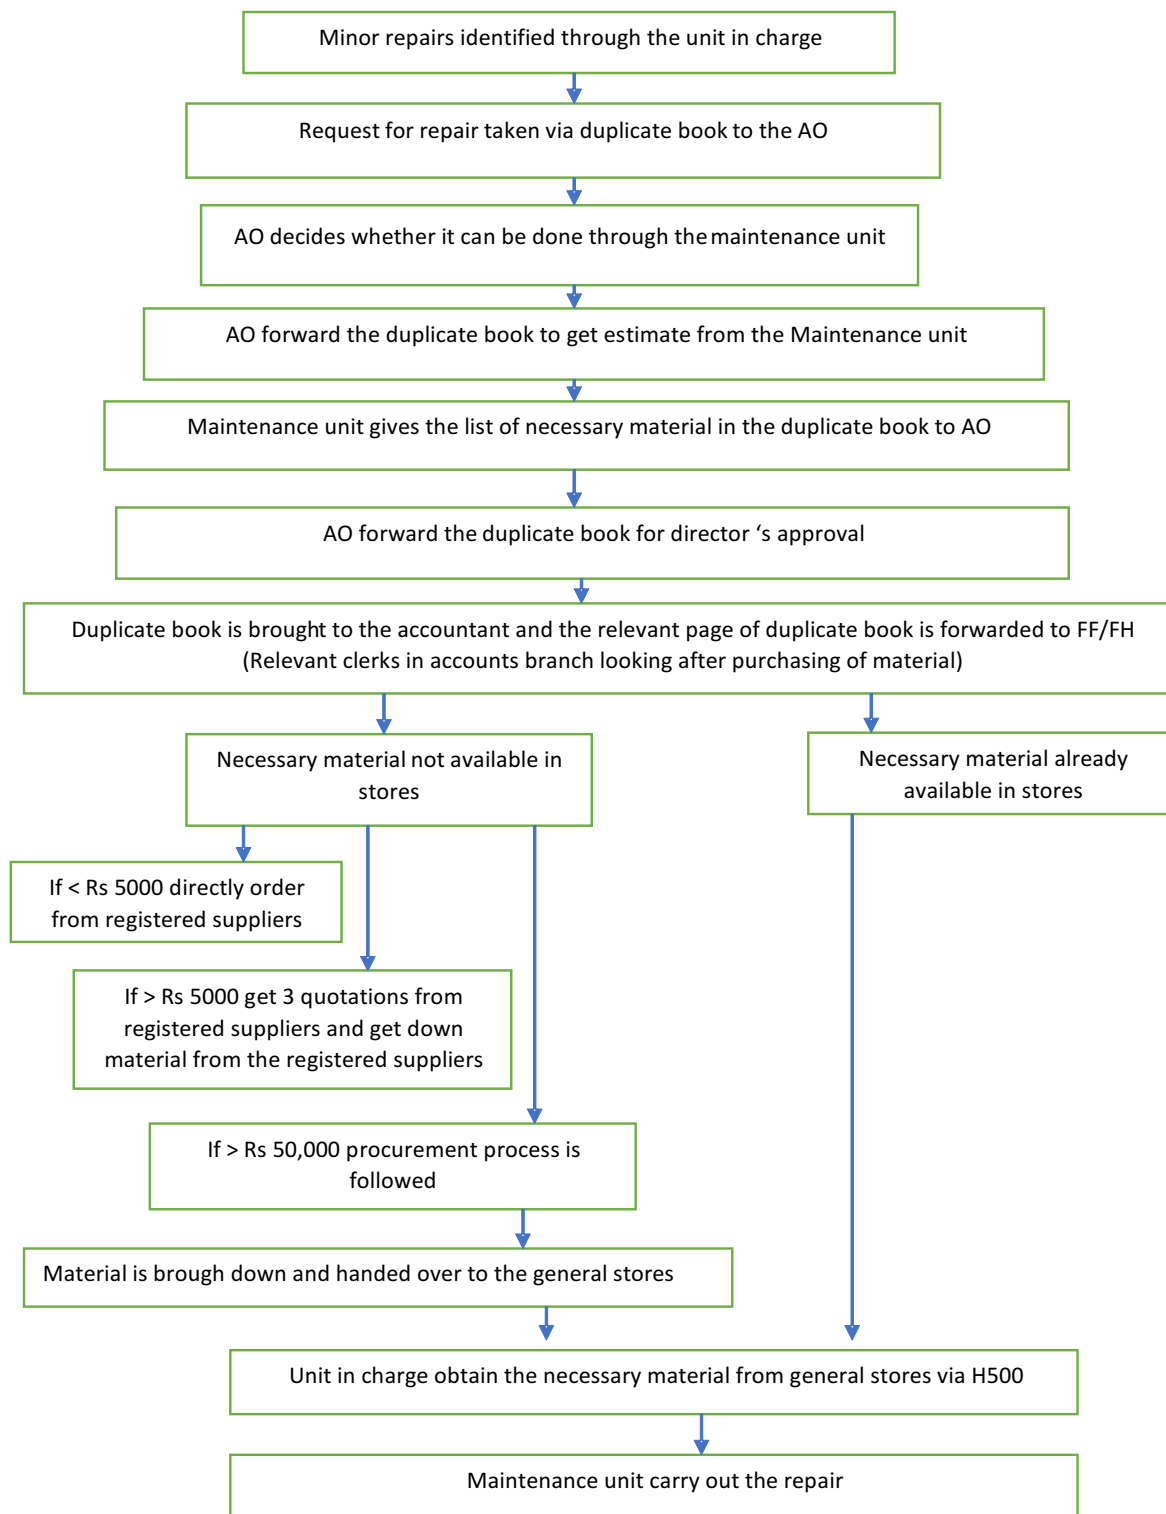 Minor repairs identified through the unit in charge
Request for repair taken via duplicate book to the AO
AO decides whether it can be done through the maintenance unit
AO forward the duplicate book to get estimate from the Maintenance unit
Maintenance unit gives the list of necessary material in the duplicate book to AO
AO forward the duplicate book for director ‘s approval
Duplicate book is brought to the accountant and the relevant page of duplicate book is forwarded to FF/FH
(Relevant clerks in accounts branch looking after purchasing of material)
Necessary material not available in
stores
Necessary material already
available in stores
If < Rs 5000 directly order
from registered suppliers
If > Rs 5000 get 3 quotations from
registered suppliers and get down
material from the registered suppliers
If > Rs 50,000 procurement process is
followed
Material is brough down and handed over to the general stores
Unit in charge obtain the necessary material from general stores via H500
Maintenance unit carry out the repair